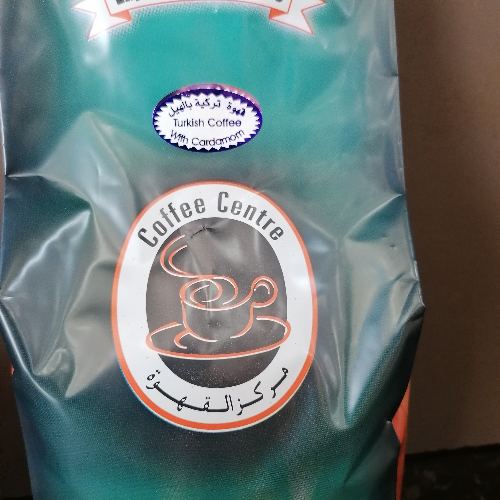 قهوة تركية بالهيل
Turkish Coffee
With Cardamom
Coffee Centre
مركز القهوة